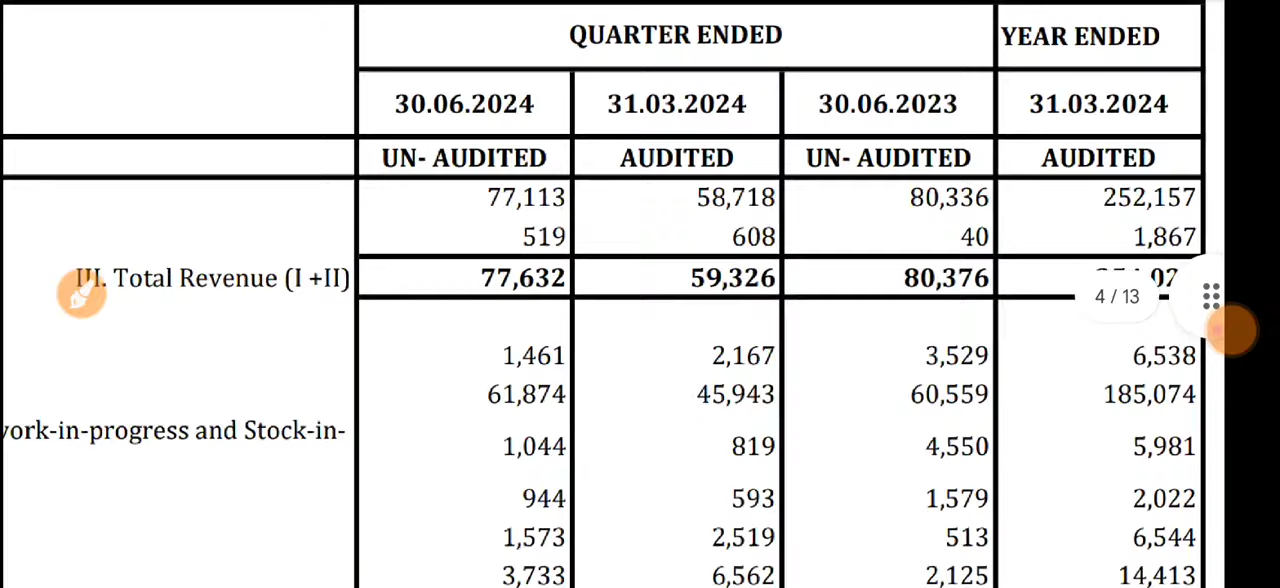 QUARTER ENDED YEAR ENDED
30.06.2024 31.03.2024 30.06.2023 31.03.2024
UN- AUDITED AUDITED UN- AUDITED AUDITED
77,113 58,718 80,336 252,157
519 608 40 1,867
III. Total Revenue (I +II) 77,632 59,326 80,376
4 / 13
1,461 2,167 3,529 6,538
61,874 45,943 60,559 185,074
work-in-progress and Stock-in-
1,044 819 4,550 5,981
944 593 1,579 2,022
1,573 2,519 513 6,544
3,733 6,562 2,125 14,413